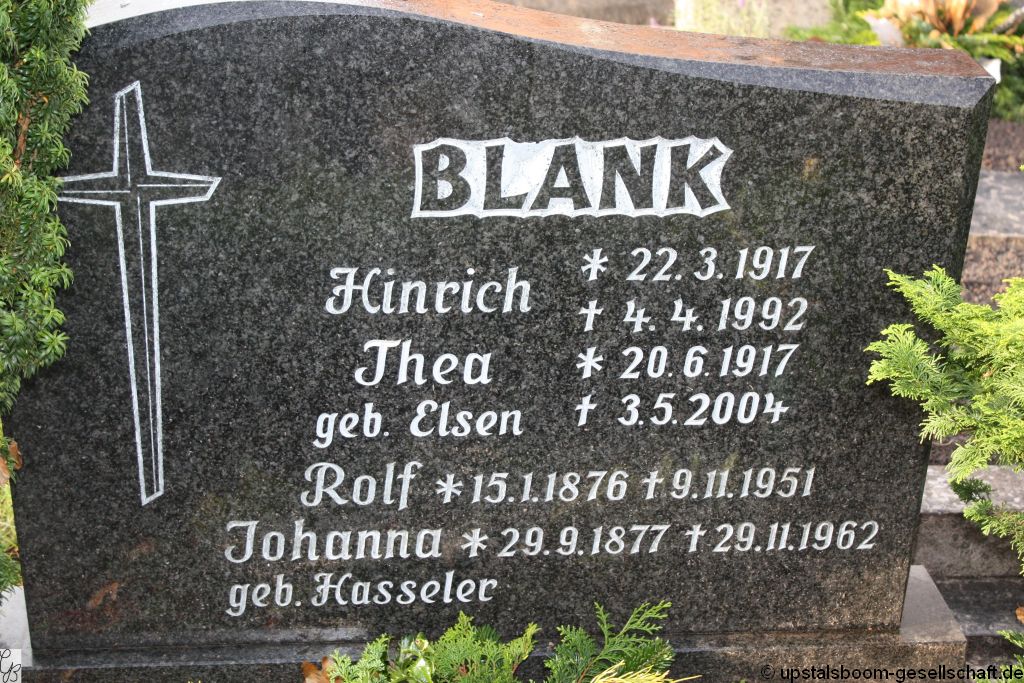 BLANK
Hinrich * 22.3.1917
† 4.4.1992
Thea * 20.6.1917
geb. Elsen † 3.5.2004
Rolf * 15.1.1876 † 9.11.1951
Johanna * 29.9.1877 † 29.11.1962
geb. Hasseler
© upstalsboom-gesellschaft.de